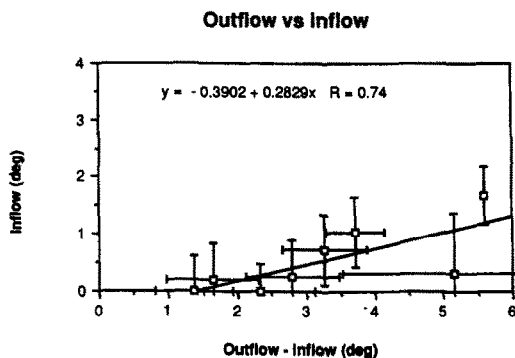 Outflow vs inflow
y = - 0.3902 + 0.2829x R = 0.74
4
3
2
1
0
Inflow (deg)
0 1 2 3 4 5 6
Outflow - Inflow (deg)